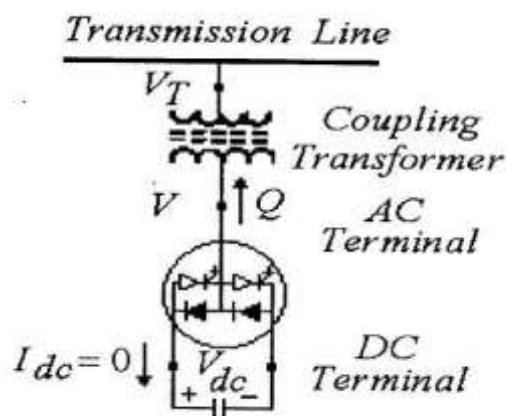 Transmission Line
V_T
Coupling
Transformer
V
Q
AC
Terminal
I_dc = 0
V_dc
+ -
DC
Terminal